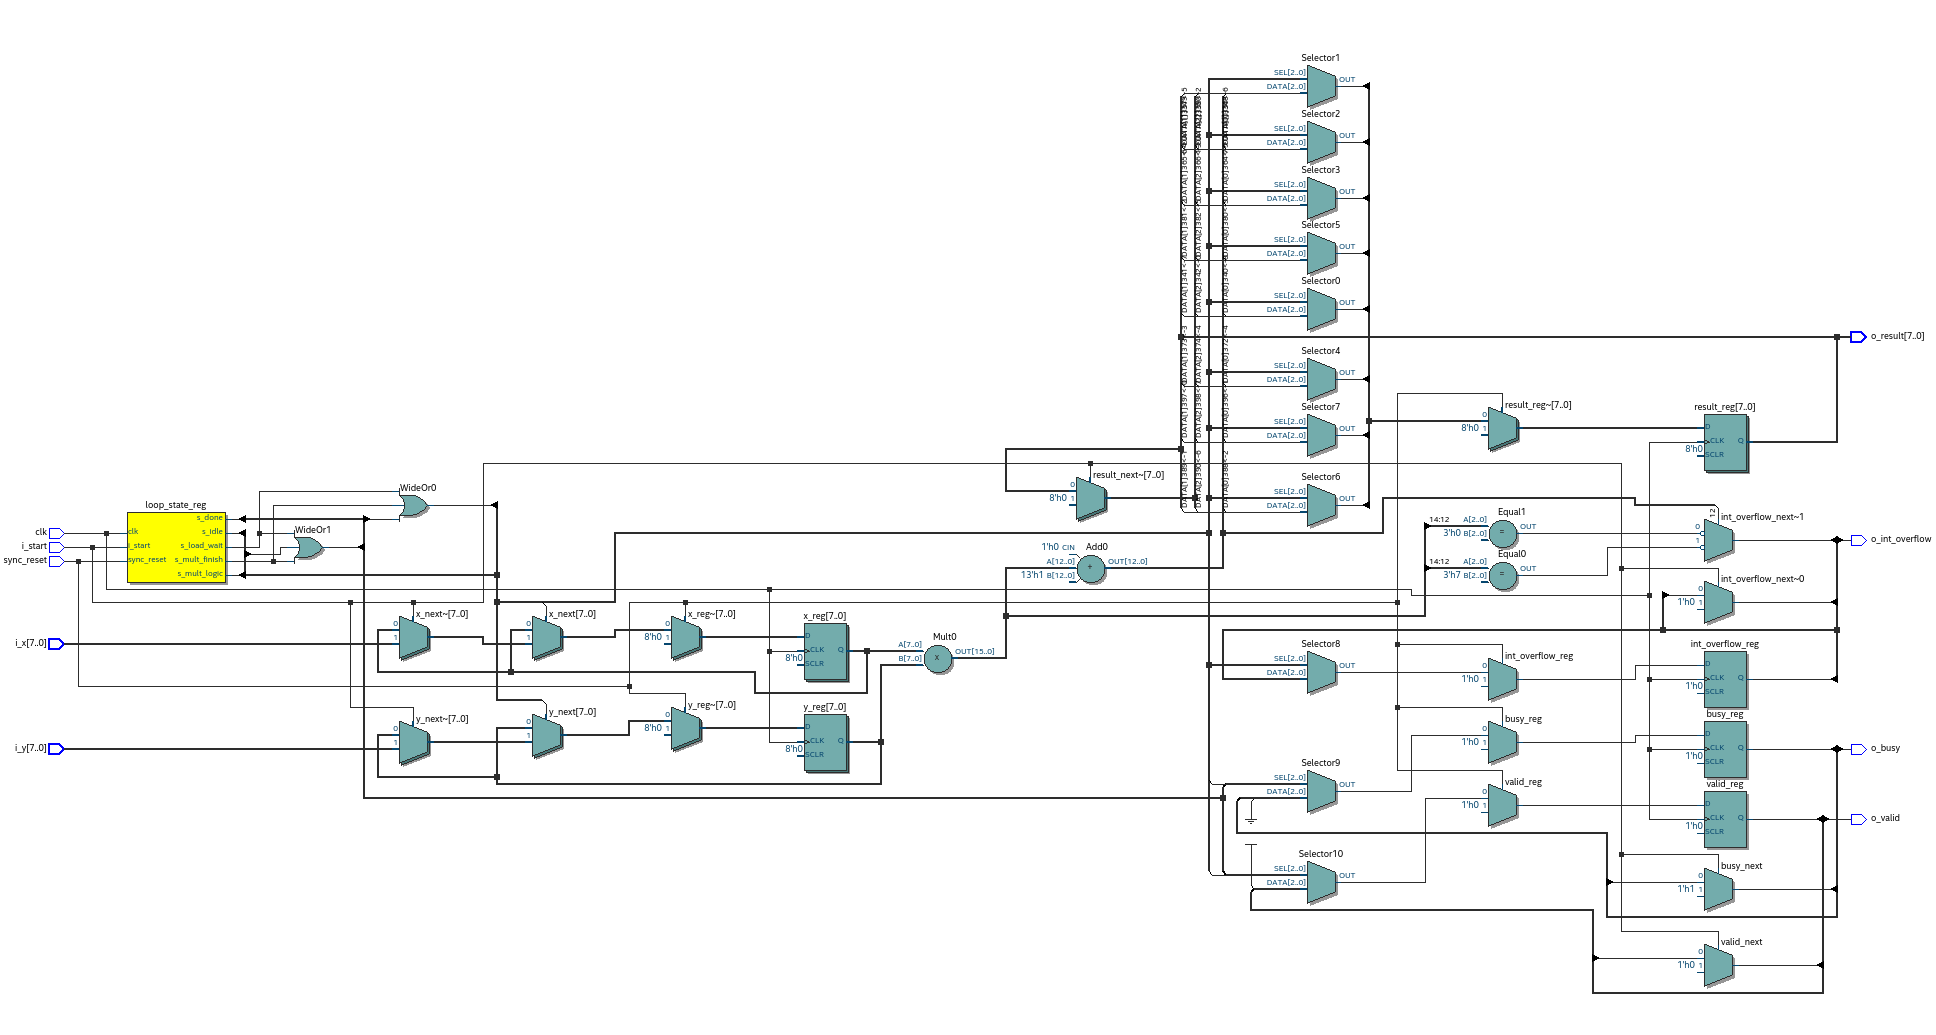 Selector1
SEL[2..0]
DATA[2..0]
OUT
Selector2
SEL[2..0]
DATA[2..0]
OUT
Selector3
SEL[2..0]
DATA[2..0]
OUT
Selector5
SEL[2..0]
DATA[2..0]
OUT
Selector0
SEL[2..0]
DATA[2..0]
OUT
Selector4
SEL[2..0]
DATA[2..0]
OUT
Selector7
SEL[2..0]
DATA[2..0]
OUT
Selector6
SEL[2..0]
DATA[2..0]
OUT
o_result[7..0]
result_reg~[7..0]
0
8'h0 1
result_reg[7..0]
D
CLK Q
8'h0
SCLR
result_next~[7..0]
0
8'h0 1
clk
i_start
sync_reset
loop_state_reg
clk
i_start
sync_reset
s_done
s_idle
s_load_wait
s_mult_finish
s_mult_logic
WideOr0
WideOr1
Add0
1'h0 CIN
A[12..0]
13'h1 B[12..0]
OUT[12..0]
Equal1
14:12 A[2..0]
3'h0 B[2..0]
=
OUT
Equal0
14:12 A[2..0]
3'h7 B[2..0]
=
OUT
int_overflow_next~1
12
0
1
o_int_overflow
int_overflow_next~0
0
1'h0 1
i_x[7..0]
x_next~[7..0]
0
1
x_next[7..0]
0
1
x_reg~[7..0]
0
8'h0 1
x_reg[7..0]
D
CLK Q
8'h0
SCLR
Mult0
A[7..0]
B[7..0]
x
OUT[15..0]
Selector8
SEL[2..0]
DATA[2..0]
OUT
int_overflow_reg
0
1'h0 1
int_overflow_reg
D
CLK Q
1'h0
SCLR
i_y[7..0]
y_next~[7..0]
0
1
y_next[7..0]
0
1
y_reg~[7..0]
0
8'h0 1
y_reg[7..0]
D
CLK Q
8'h0
SCLR
busy_reg
0
1'h0 1
busy_reg
D
CLK Q
1'h0
SCLR
o_busy
Selector9
SEL[2..0]
DATA[2..0]
OUT
valid_reg
0
1'h0 1
valid_reg
D
CLK Q
1'h0
SCLR
o_valid
Selector10
SEL[2..0]
DATA[2..0]
OUT
busy_next
0
1'h1 1
valid_next
0
1'h0 1